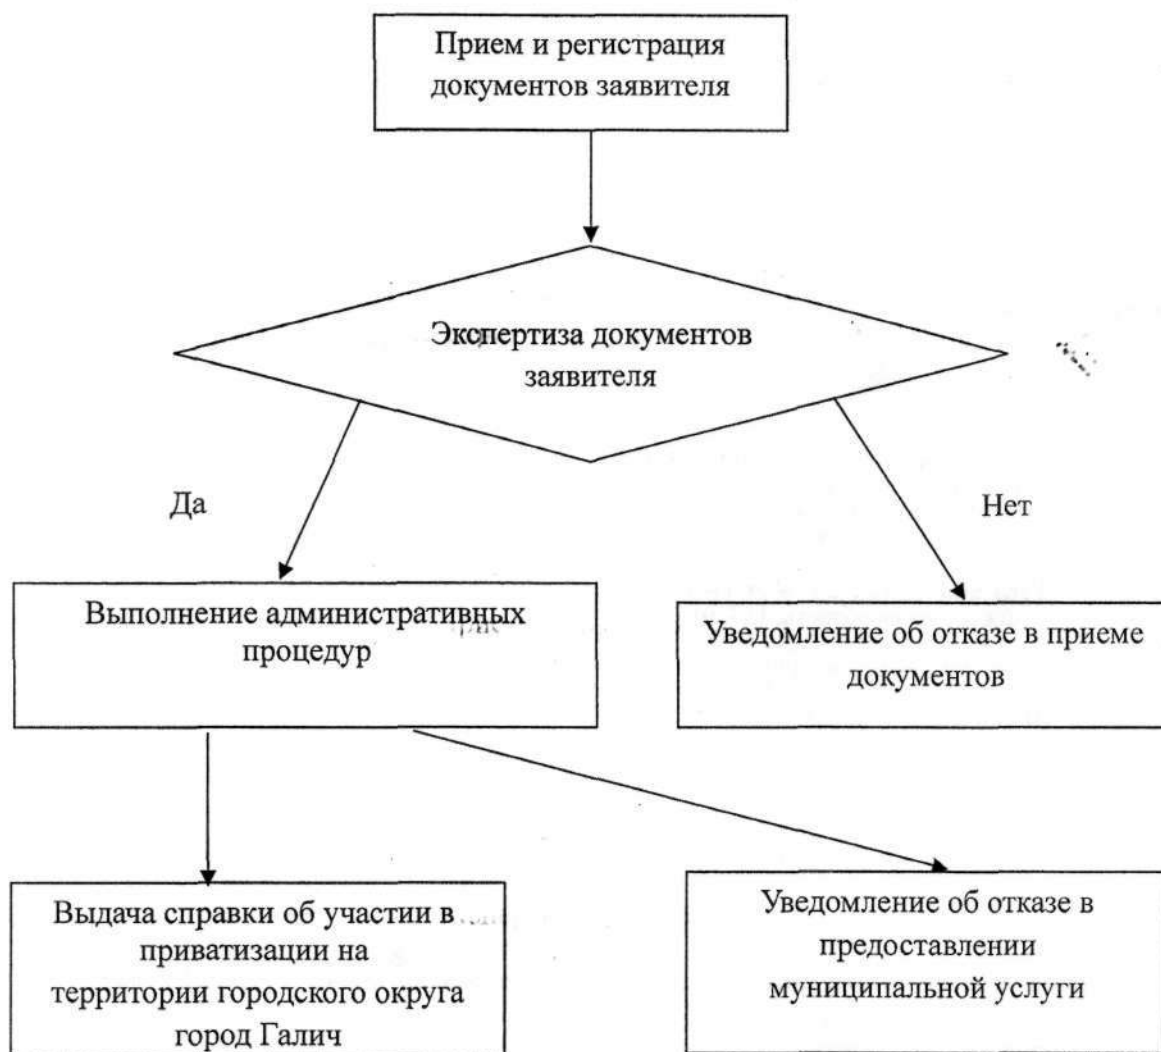 Прием и регистрация
документов заявителя
Экспертиза документов
заявителя
Да
Нет
Выполнение административных
процедур
Уведомление об отказе в приеме
документов
Выдача справки об участии в
приватизации на
территории городского округа
город Галич
Уведомление об отказе в
предоставлении
муниципальной услуги